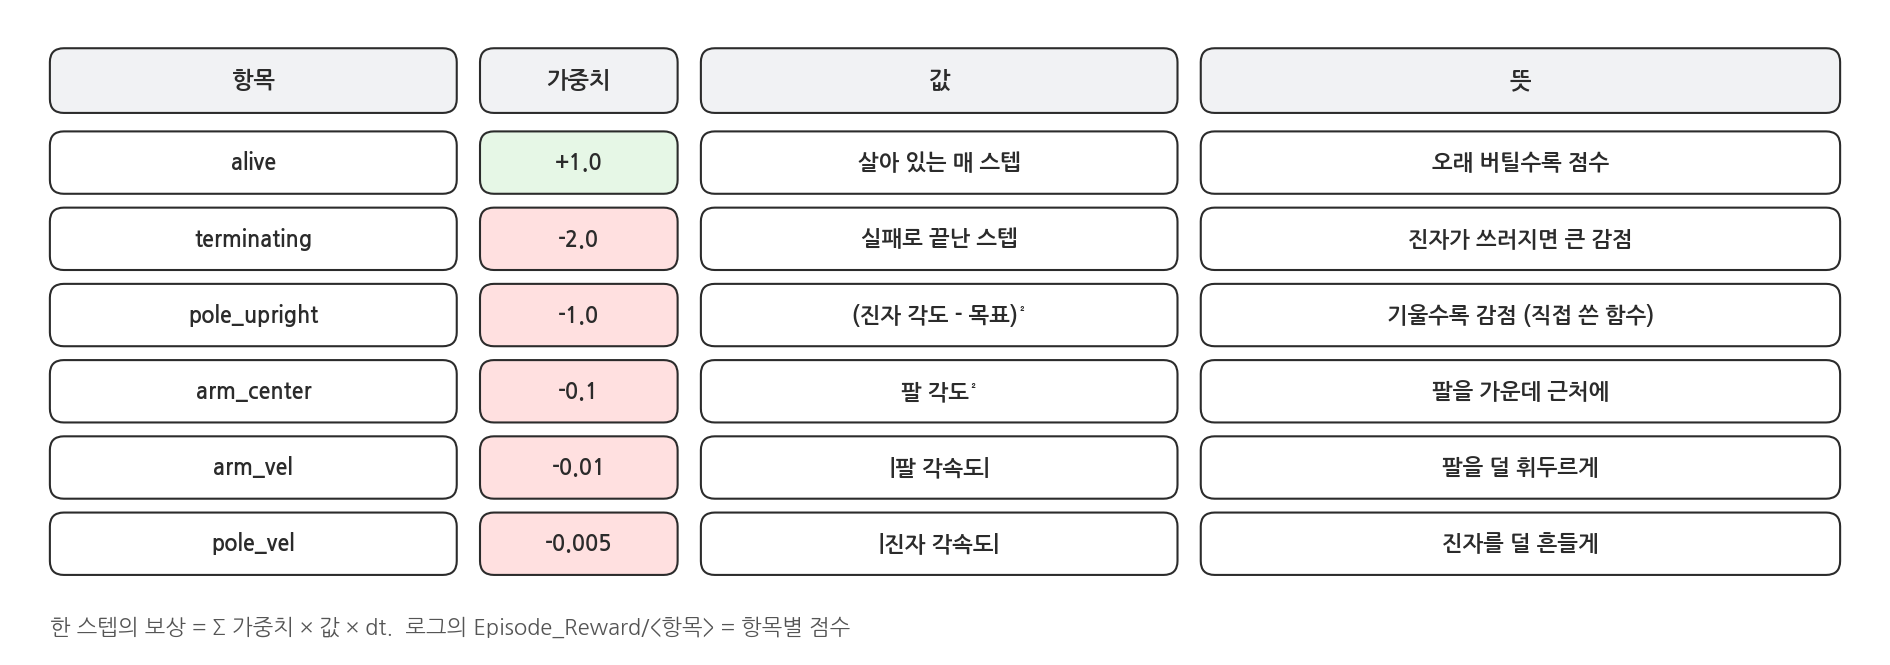 항목 가중치 값 뜻
alive +1.0 살아 있는 매 스텝 오래 버틸수록 점수
terminating -2.0 실패로 끝난 스텝 진자가 쓰러지면 큰 감점
pole_upright -1.0 (진자 각도 - 목표)² 기울수록 감점 (직접 쓴 함수)
arm_center -0.1 팔 각도² 팔을 가운데 근처에
arm_vel -0.01 |팔 각속도| 팔을 덜 휘두르게
pole_vel -0.005 |진자 각속도| 진자를 덜 흔들게
한 스텝의 보상 = Σ 가중치 × 값 × dt. 로그의 Episode_Reward/<항목> = 항목별 점수